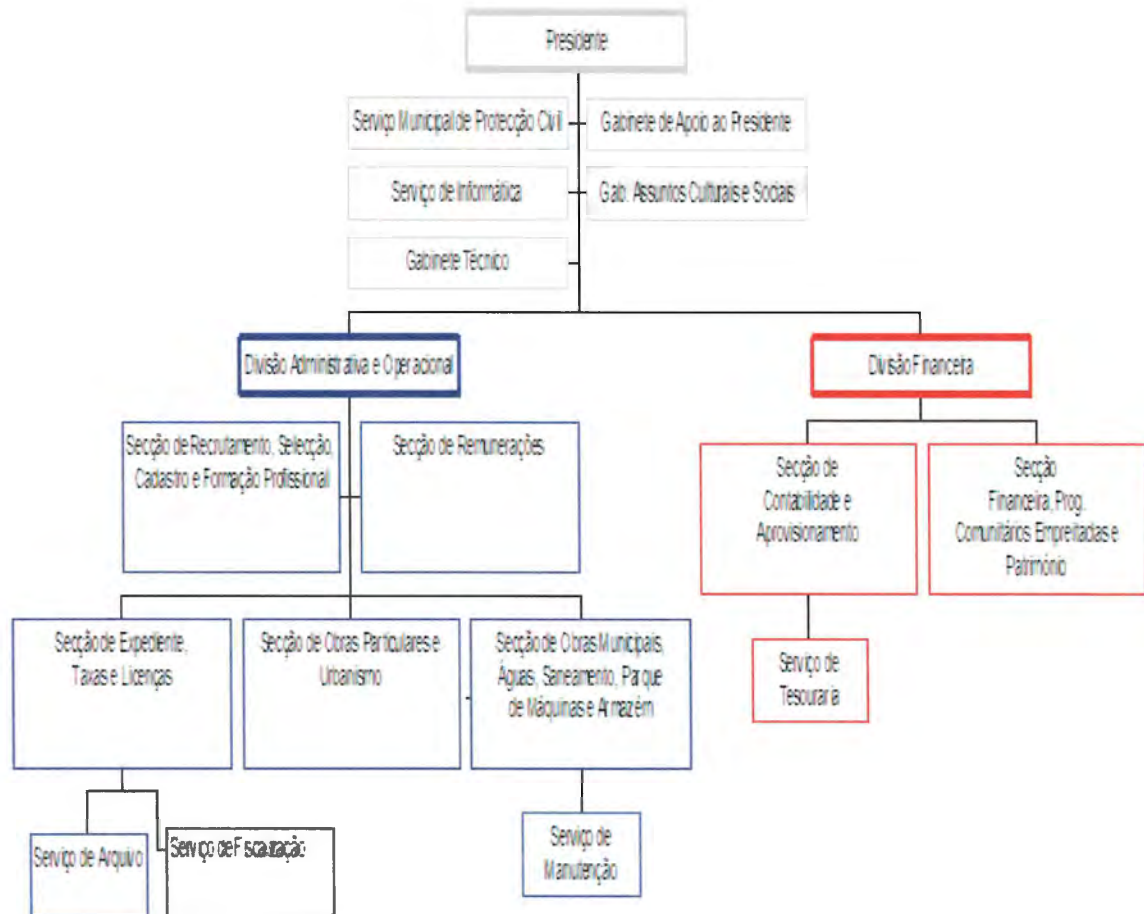 Presidente
Serviço Municipal de Protecção Civil
Gabinete de Apoio ao Presidente
Serviço de Informática
Gab. Assuntos Culturais e Sociais
Gabinete Técnico
Divisão Administrativa e Operacional
Divisão Financeira
Secção de Recrutamento, Selecção,
Cadastro e Formação Profissional
Secção de Remunerações
Secção de
Contabilidade e
Aprovisionamento
Secção
Financeira, Prog.
Comunitários Empreitadas e
Património
Secção de Expediente,
Taxas e Licenças
Secção de Obras Particulares e
Urbanismo
Secção de Obras Municipais,
Águas, Saneamento, Parque
de Máquinas e Armazém
Serviço de
Tesouraria
Serviço de Arquivo
Serviço de Fiscalização
Serviço de
Manutenção